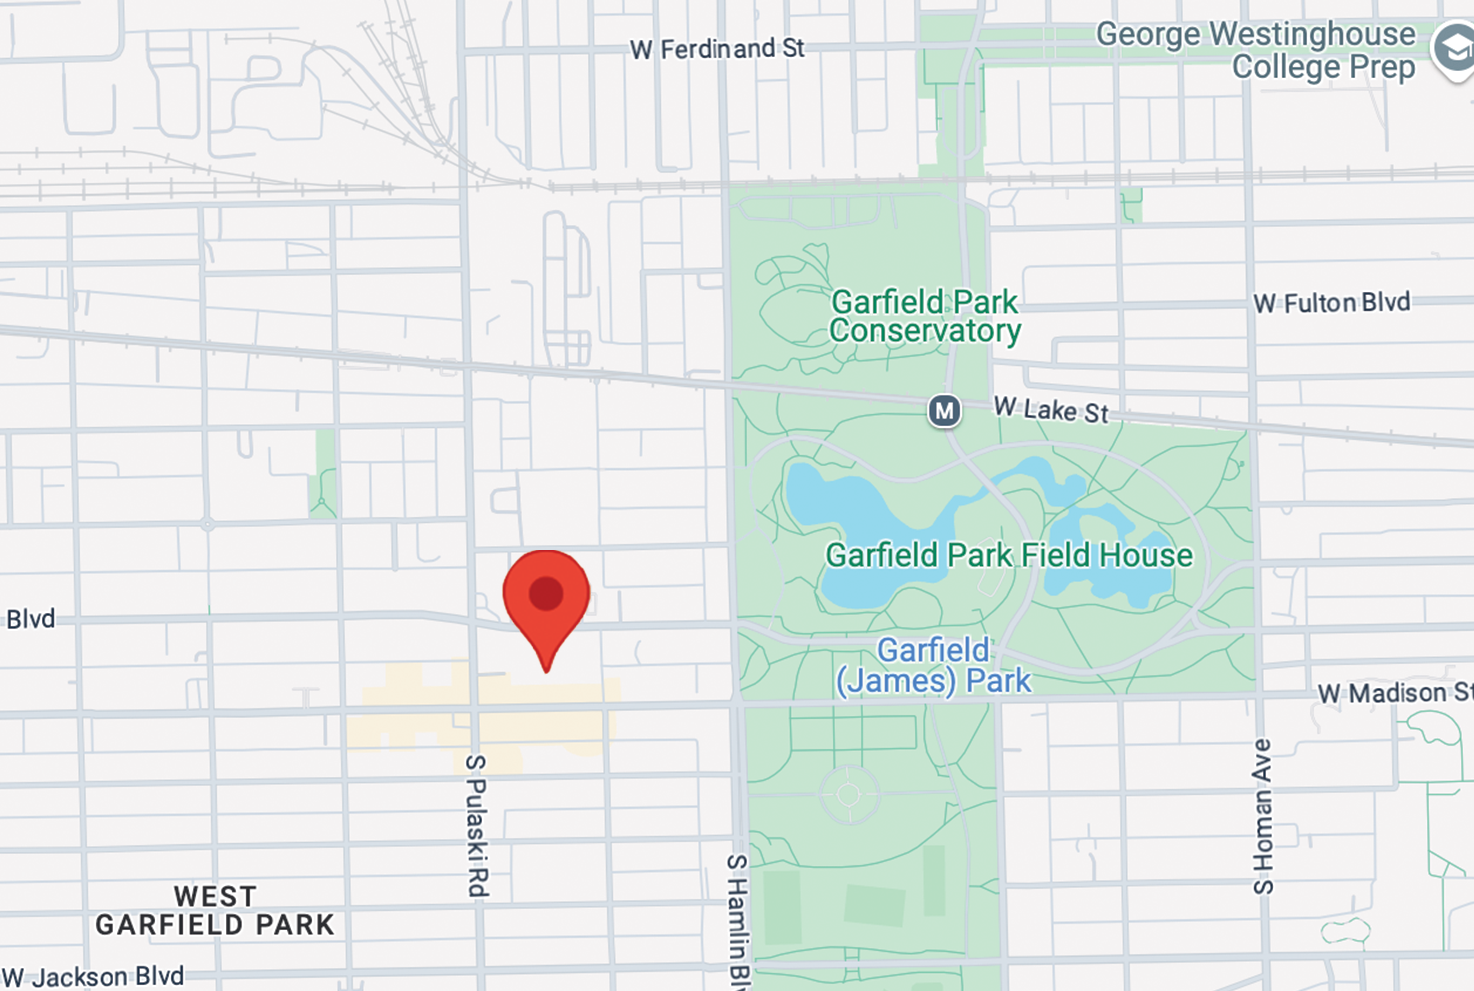 W Ferdinand St
George Westinghouse
College Prep
Garfield Park
Conservatory
W Fulton Blvd
M
W Lake St
Garfield Park Field House
Blvd
Garfield
(James) Park
W Madison St
S Pulaski Rd
S Homan Ave
S Hamlin Blv
WEST
GARFIELD PARK
W Jackson Blvd